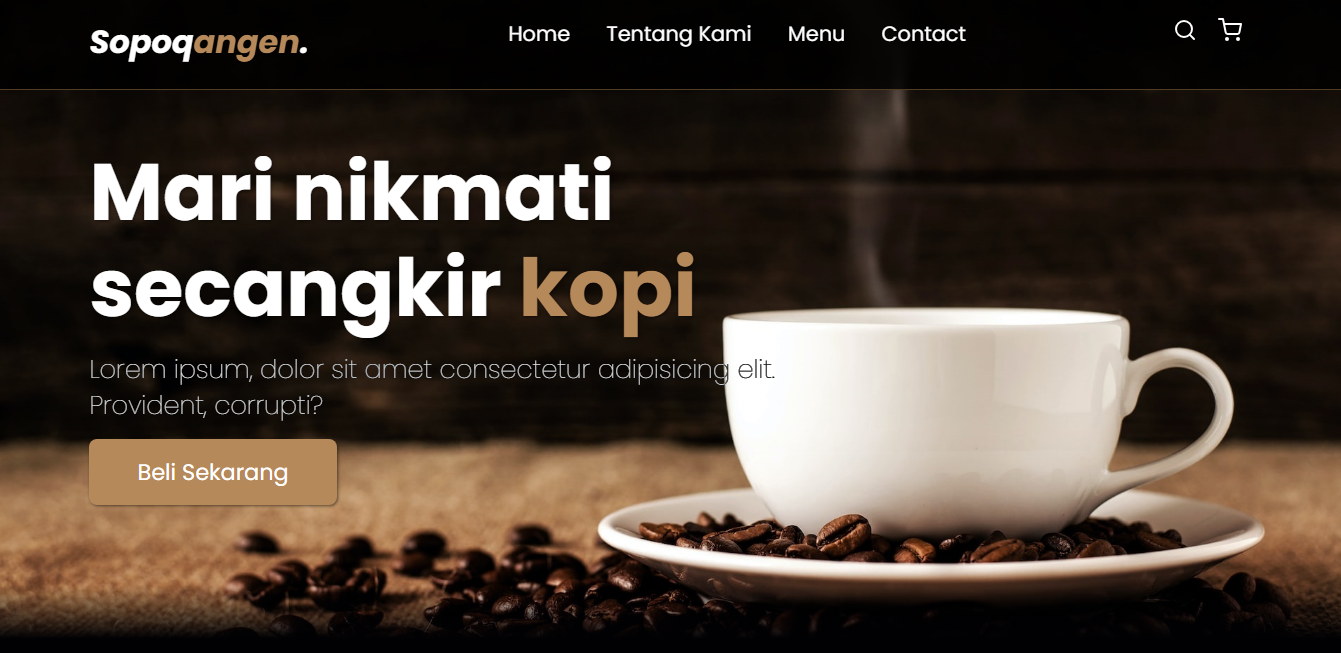 Sopoqangen.
Home Tentang Kami Menu Contact
Mari nikmati
secangkir kopi
Lorem ipsum, dolor sit amet consectetur adipisicing elit.
Provident, corrupti?
Beli Sekarang